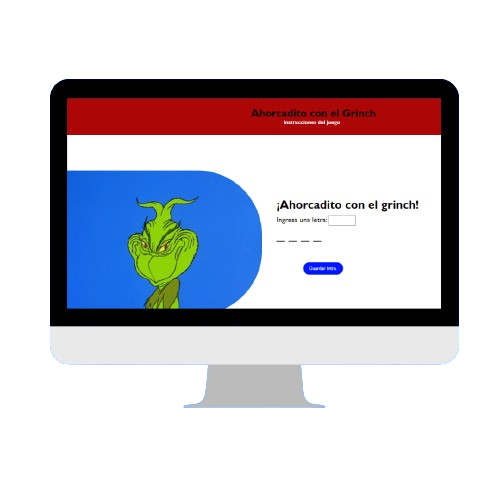 Ahorcadito con el Grinch
Instrucciones del juego
¡Ahorcadito con el grinch!
Ingresa una letra:
Guardar letra.